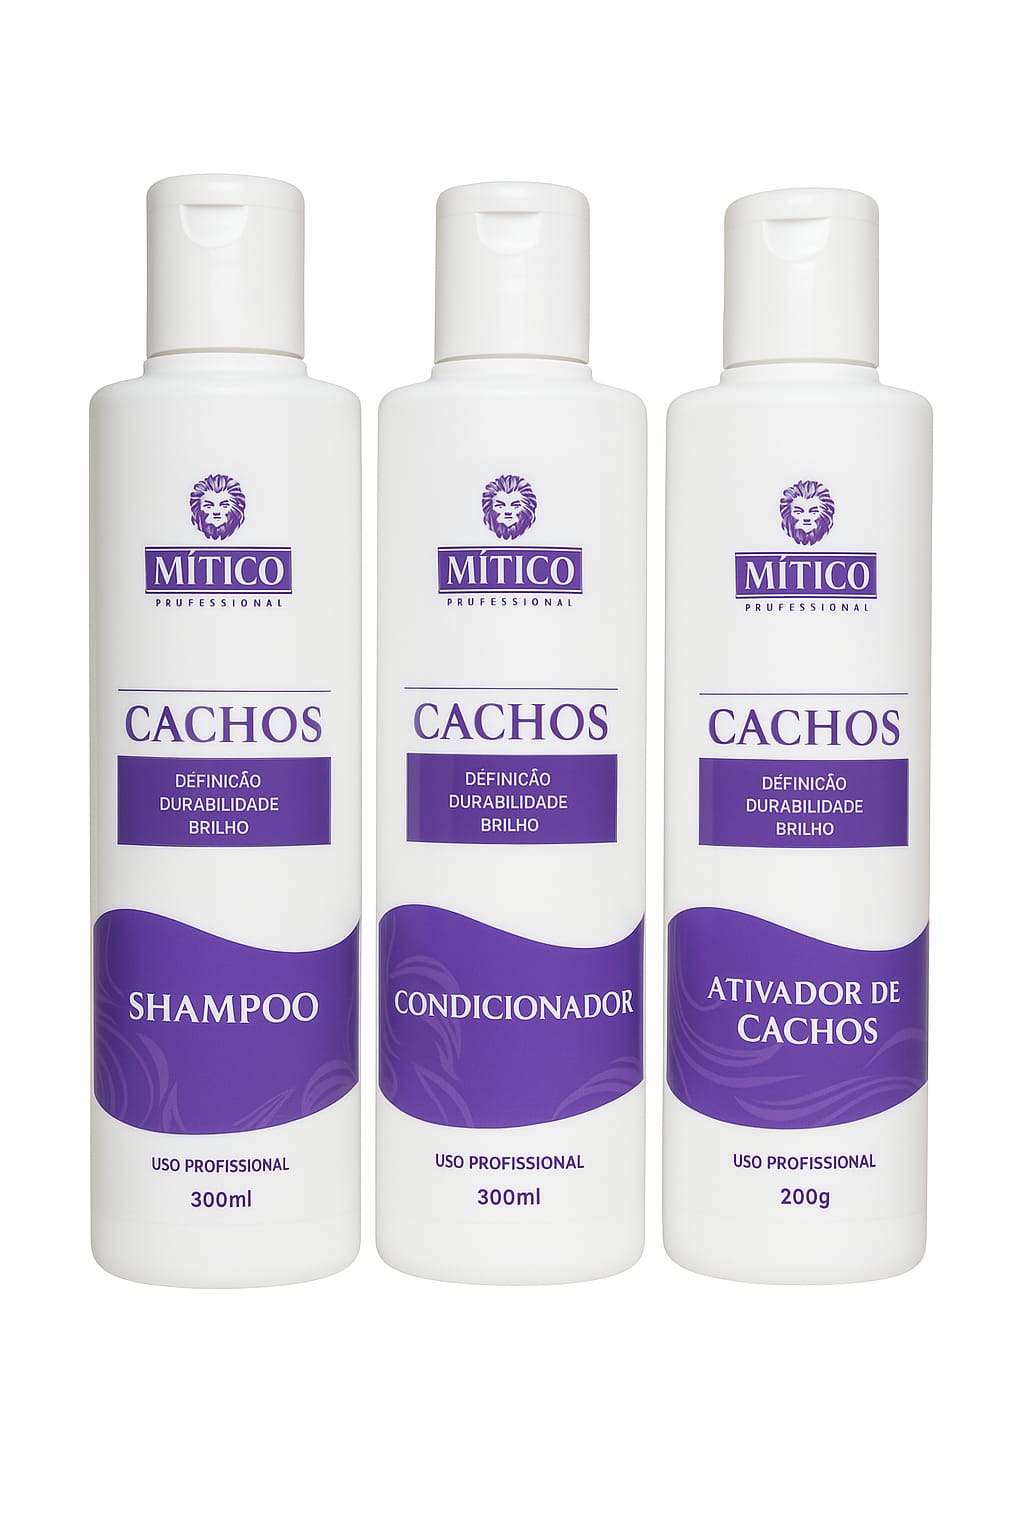 MÍTICO
PRUFESSIONAL
CACHOS
DÉFINICÃO
DURABILIDADE
BRILHO
SHAMPOO
USO PROFISSIONAL
300ml
MÍTICO
PRUFESSIONAL
CACHOS
DÉFINICÃO
DURABILIDADE
BRILHO
CONDICIONADOR
USO PROFISSIONAL
300ml
MÍTICO
PRUFESSIONAL
CACHOS
DÉFINICÃO
DURABILIDADE
BRILHO
ATIVADOR DE
CACHOS
USO PROFISSIONAL
200g